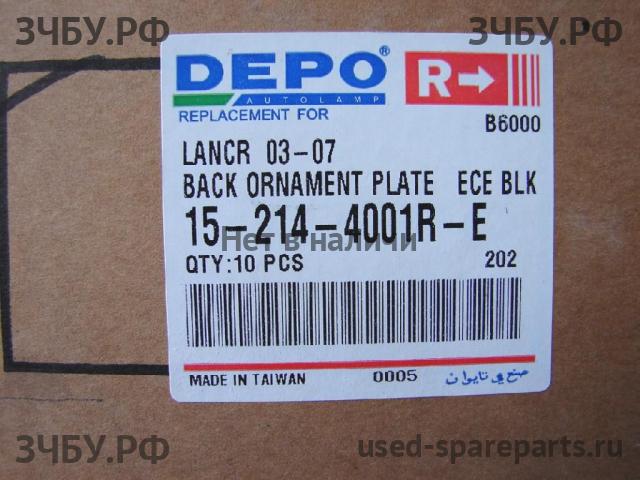 ЗЧБУ.РФ
ЗЧБУ.РФ
DEPO®
AUTOLAMP
REPLACEMENT FOR
R→
B6000
LANCR 03-07
BACK ORNAMENT PLATE ECE BLK
15-214-4001R-E
Нет в наличи
QTY:10 PCS
202
MADE IN TAIWAN
0005
صنع في تايوان
ЗЧБУ.РФ
used-spareparts.ru